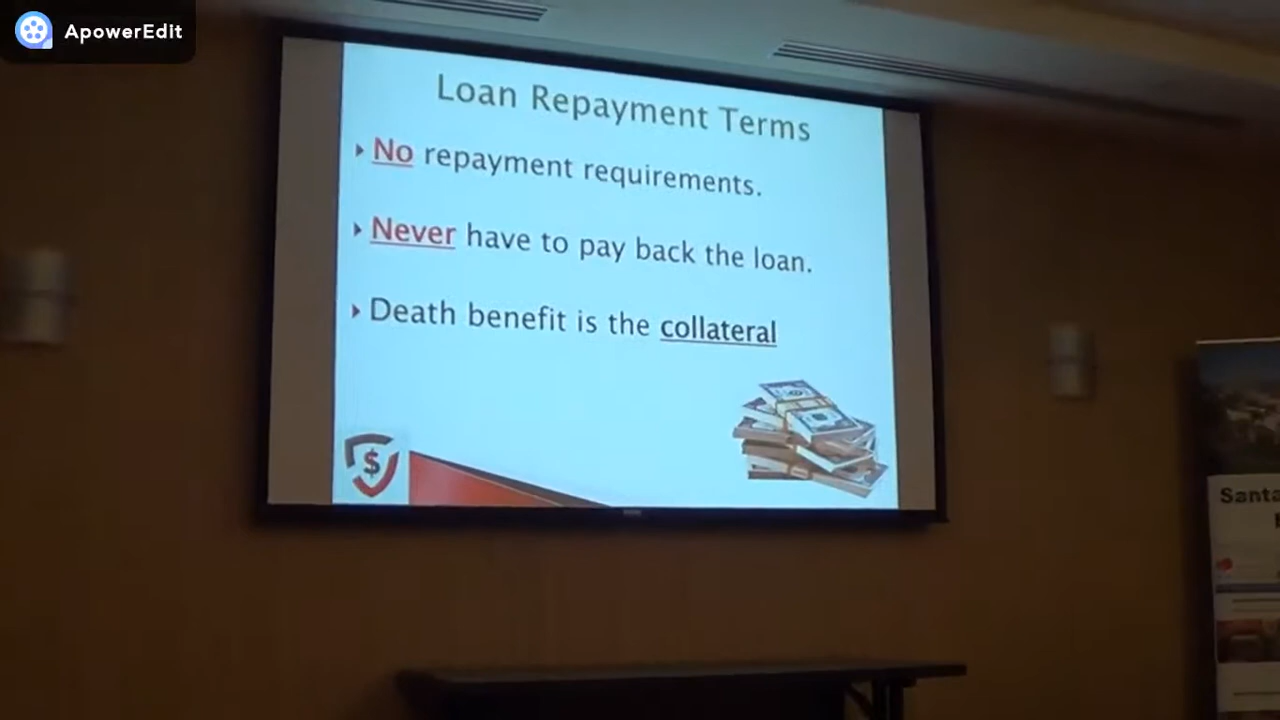 ApowerEdit
Loan Repayment Terms
No repayment requirements.
Never have to pay back the loan.
Death benefit is the collateral
$
Santa